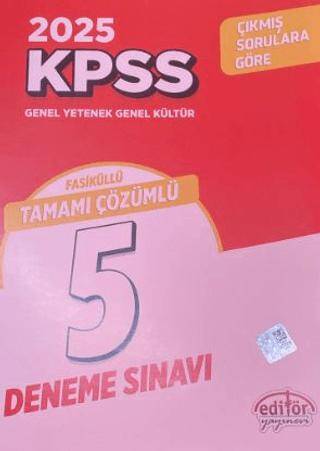 2025
KPSS
GENEL YETENEK GENEL KÜLTÜR
ÇIKMIŞ
SORULARA
GÖRE
FASİKÜLLÜ
TAMAMI ÇÖZÜMLÜ
5
DENEME SINAVI
editör
yayınevi